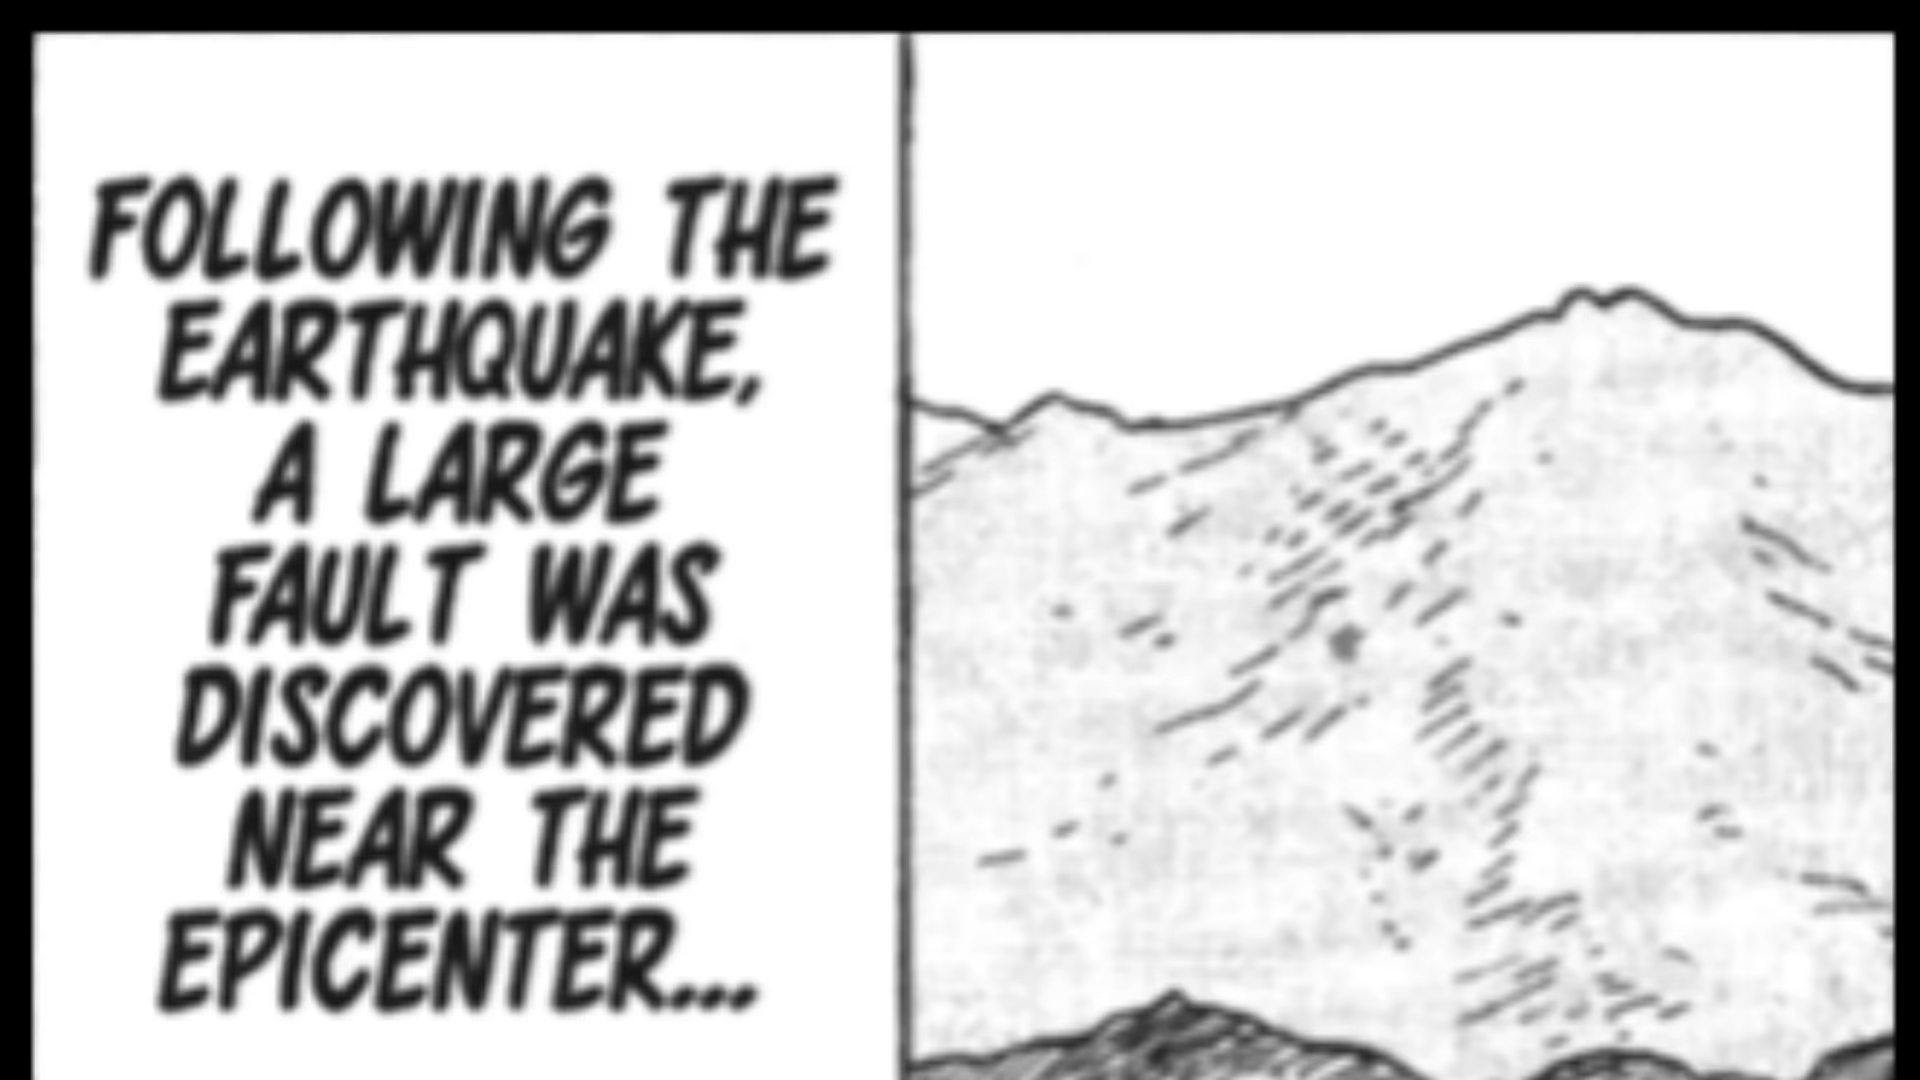 FOLLOWING THE
EARTHQUAKE,
A LARGE
FAULT WAS
DISCOVERED
NEAR THE
EPICENTER...